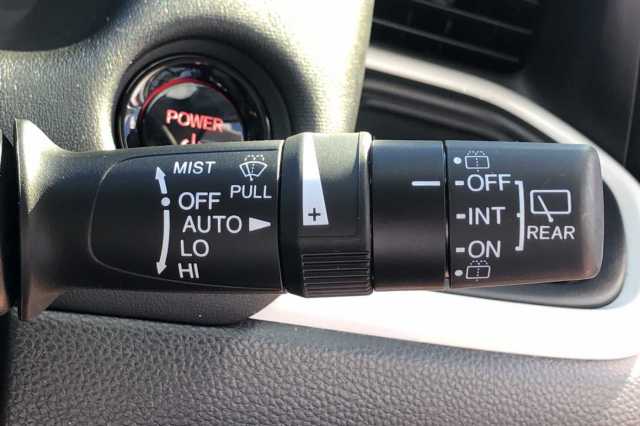 POWER
MIST
PULL
OFF
AUTO
LO
HI
+
OFF
INT
ON
REAR